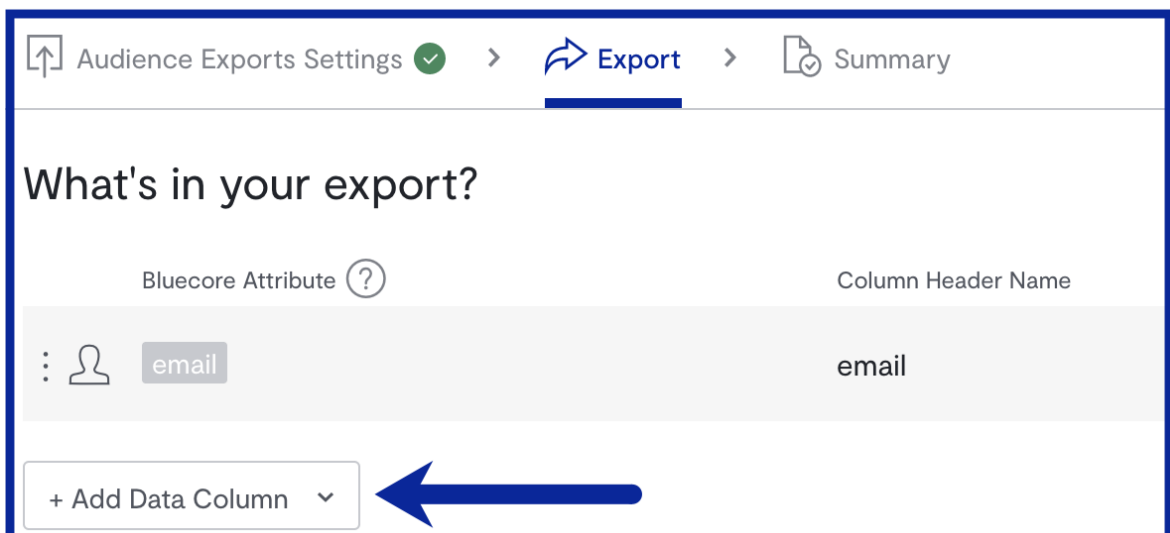 Audience Exports Settings > Export > Summary
What's in your export?
Bluecore Attribute ? Column Header Name
email email
+ Add Data Column